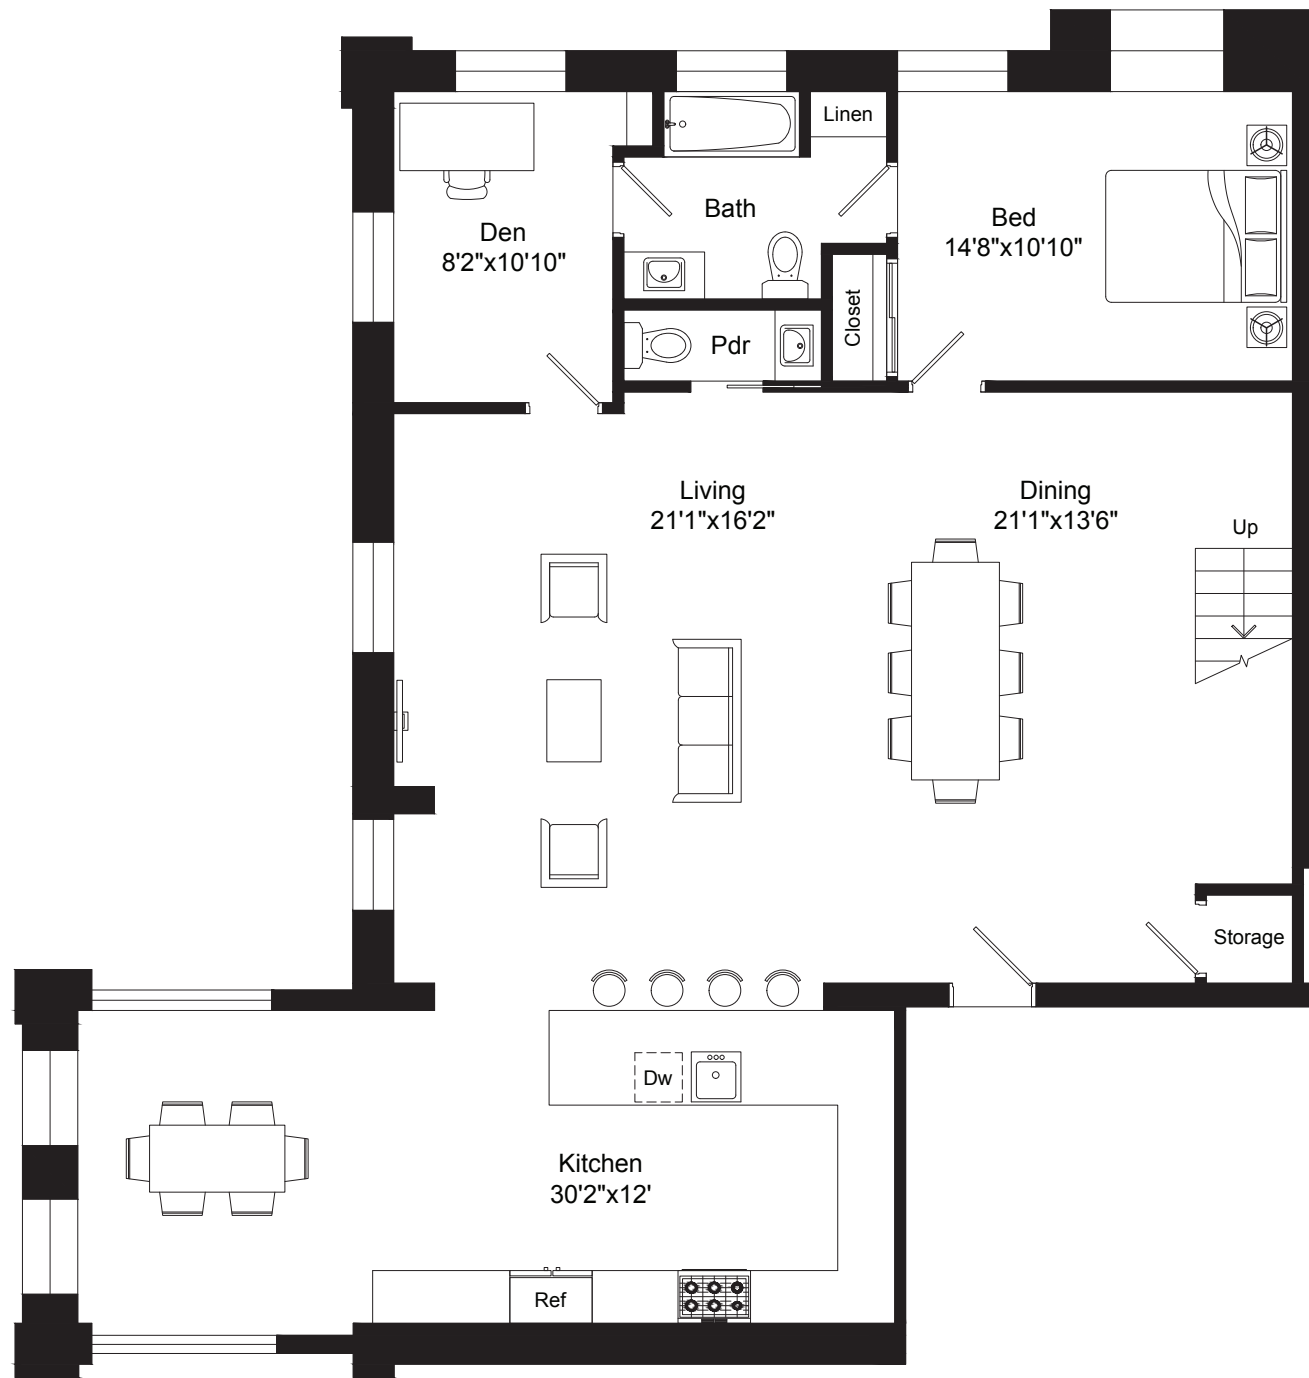 Linen
Bath
Den
8'2"x10'10"
Bed
14'8"x10'10"
Closet
Pdr
Living
21'1"x16'2"
Dining
21'1"x13'6"
Up
Storage
Dw
Kitchen
30'2"x12'
Ref